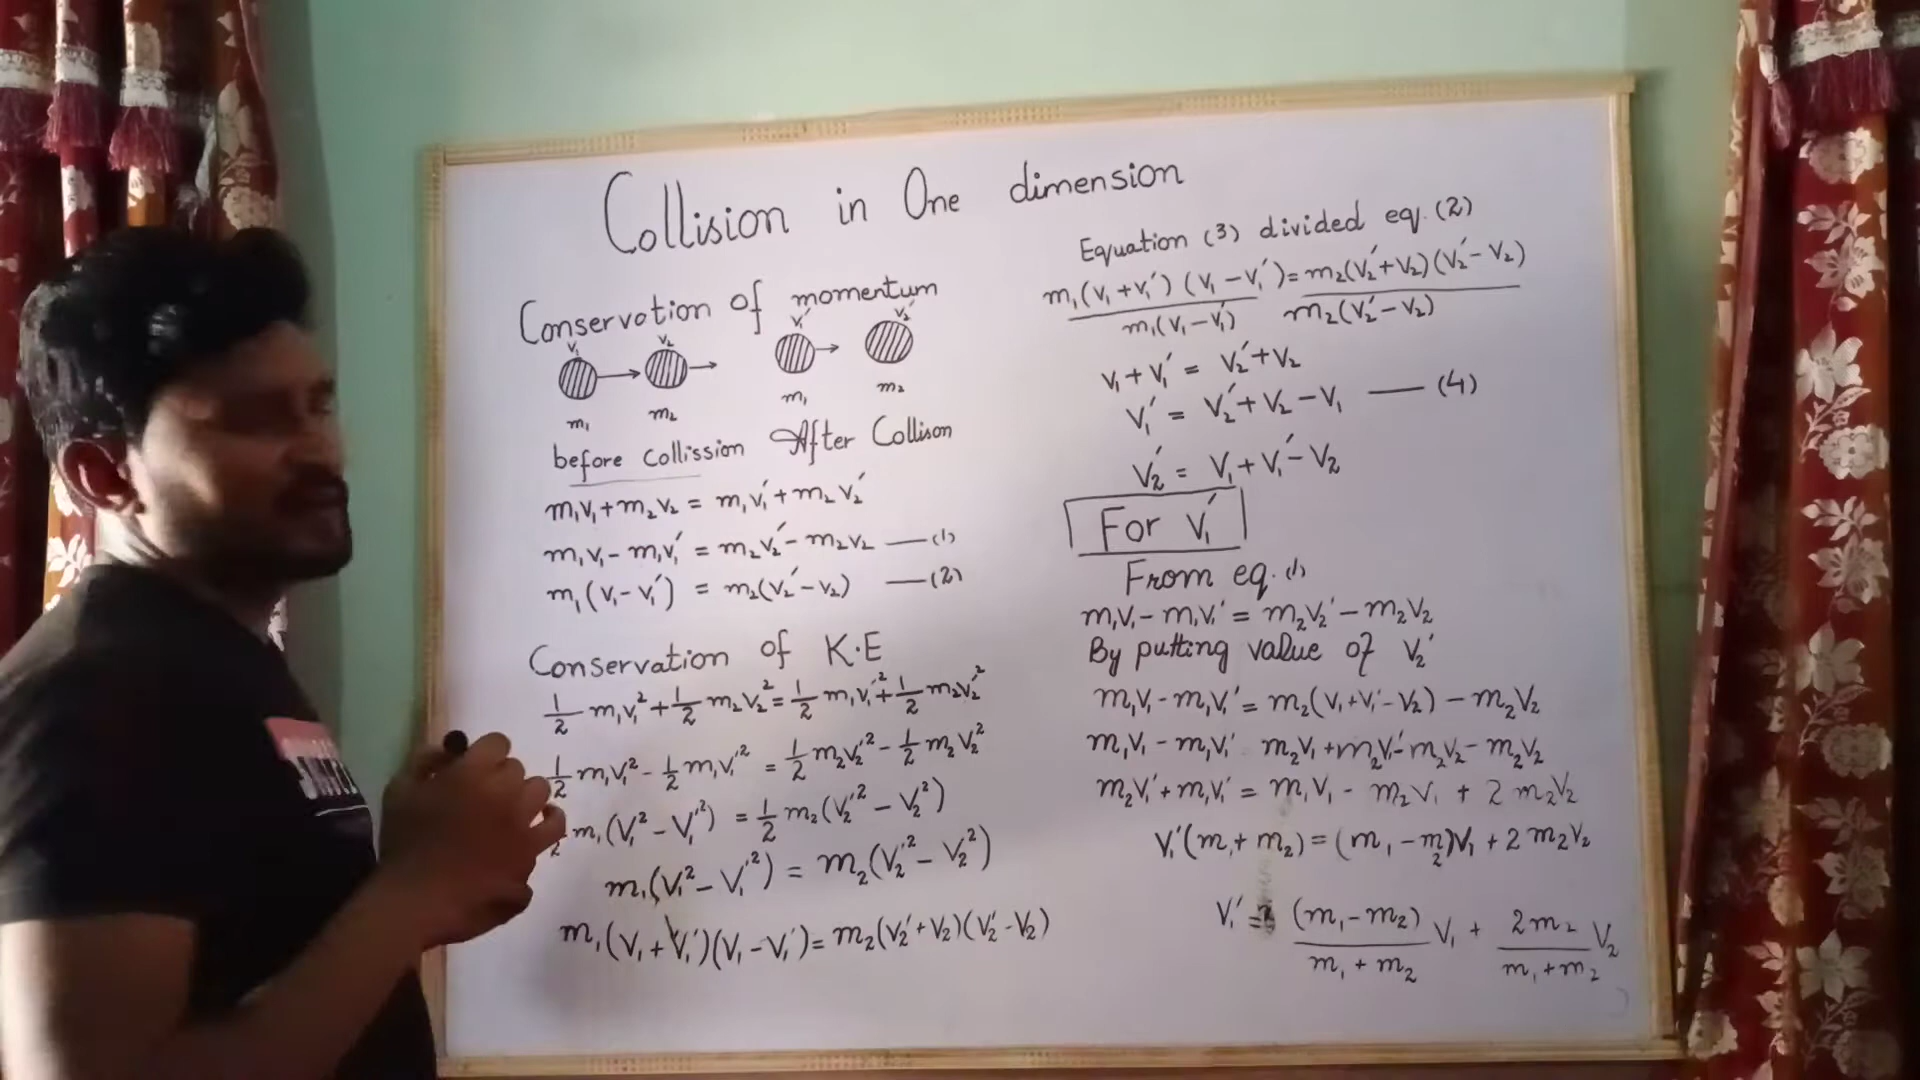 Collision in One dimension
Conservation of momentum
V₁ V₂ V₁′ V₂′
m₁ m₂ m₁ m₂
before Collission After Collison
m₁V₁+m₂V₂ = m₁V₁′+m₂V₂′
m₁V₁-m₁V₁′ = m₂V₂′-m₂V₂ —(1)
m₁(V₁-V₁′) = m₂(V₂′-V₂) —(2)
Conservation of K.E
1/2 m₁V₁²+1/2 m₂V₂²=1/2 m₁V₁′²+1/2 m₂V₂′²
1/2 m₁V₁²-1/2 m₁V₁′² = 1/2 m₂V₂′²-1/2 m₂V₂²
2 m₁(V₁²-V₁′²) = 1/2 m₂(V₂′²-V₂²)
m₁(V₁²-V₁′²) = m₂(V₂′²-V₂²)
m₁(V₁+V₁′)(V₁-V₁′)=m₂(V₂′+V₂)(V₂′-V₂)
Equation (3) divided eq. (2)
m₁(V₁+V₁′)(V₁-V₁′)=m₂(V₂′+V₂)(V₂′-V₂)
m₁(V₁-V₁′) m₂(V₂′-V₂)
V₁+V₁′ = V₂′+V₂
V₁′ = V₂′+V₂-V₁ —(4)
V₂′ = V₁+V₁′-V₂
For V₁′
From eq. (1)
m₁V₁-m₁V₁′ = m₂V₂′-m₂V₂
By putting value of V₂′
m₁V₁-m₁V₁′=m₂(V₁+V₁′-V₂)-m₂V₂
m₁V₁-m₁V₁′ m₂V₁+m₂V₁′-m₂V₂-m₂V₂
m₂V₁′+m₁V₁′ = m₁V₁-m₂V₁+2m₂V₂
V₁′(m₁+m₂)=(m₁-m₂)V₁+2m₂V₂
V₁′= (m₁-m₂)/m₁+m₂ V₁ + 2m₂/m₁+m₂ V₂